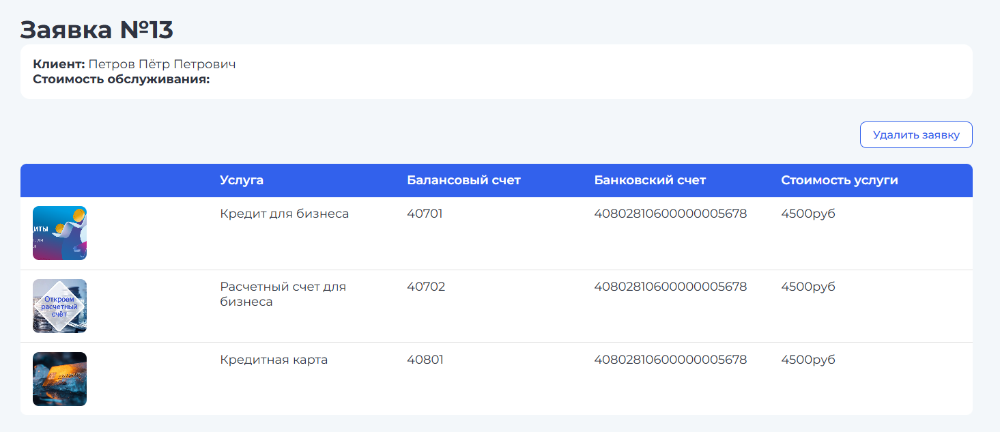 Заявка №13
Клиент: Петров Пётр Петрович
Стоимость обслуживания:
Удалить заявку
Услуга Балансовый счет Банковский счет Стоимость услуги
Кредит для бизнеса 40701 40802810600000005678 4500руб
Расчетный счет для бизнеса 40702 40802810600000005678 4500руб
Откроем
расчетный
счёт
Кредитная карта 40801 40802810600000005678 4500руб